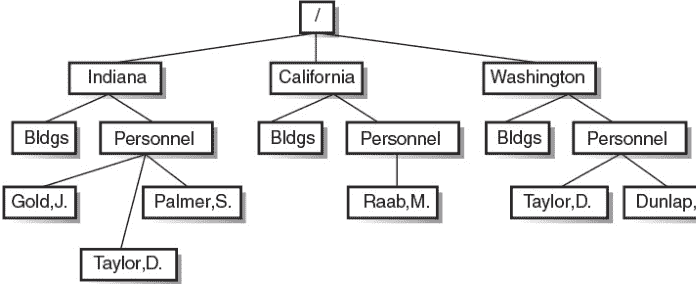 /
Indiana
California
Washington
Bldgs
Personnel
Bldgs
Personnel
Bldgs
Personnel
Gold,J.
Palmer,S.
Raab,M.
Taylor,D.
Dunlap,
Taylor,D.